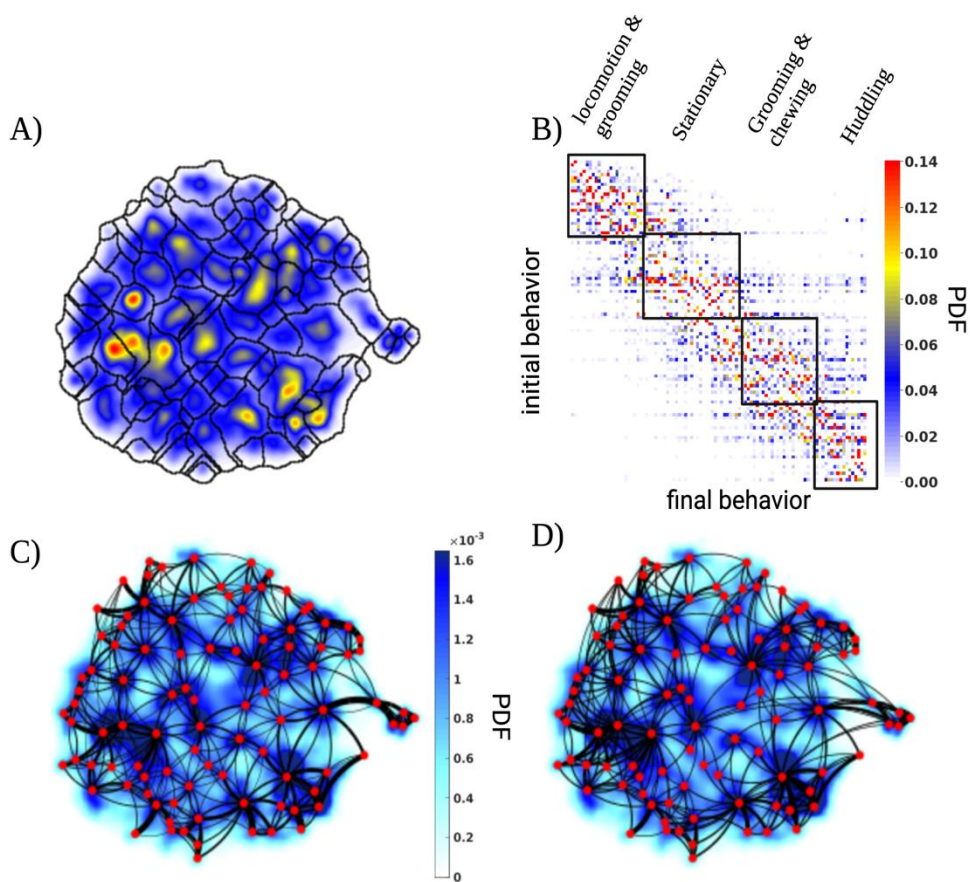 A)
B)
locomotion &
grooming
Stationary
Grooming &
chewing
Huddling
initial behavior
final behavior
0.14
0.12
0.10
0.08
0.06
0.04
0.02
0.00
PDF
C)
×10⁻³
1.6
1.4
1.2
1
0.8
0.6
0.4
0.2
0
PDF
D)